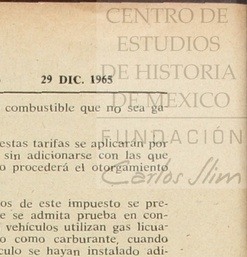 CENTRO DE
ESTUDIOS
DE HISTORIA
DE MEXICO
FUNDACIÓN
Carlos Slim
29 DIC. 1965
combustible que no sea ga-
estas tarifas se aplicarán por
sin adicionarse con las que
o procederá el otorgamiento
os de este impuesto se pre-
e se admita prueba en con-
vehículos utilizan gas licua-
o como carburante, cuando
culo se hayan instalado adi-